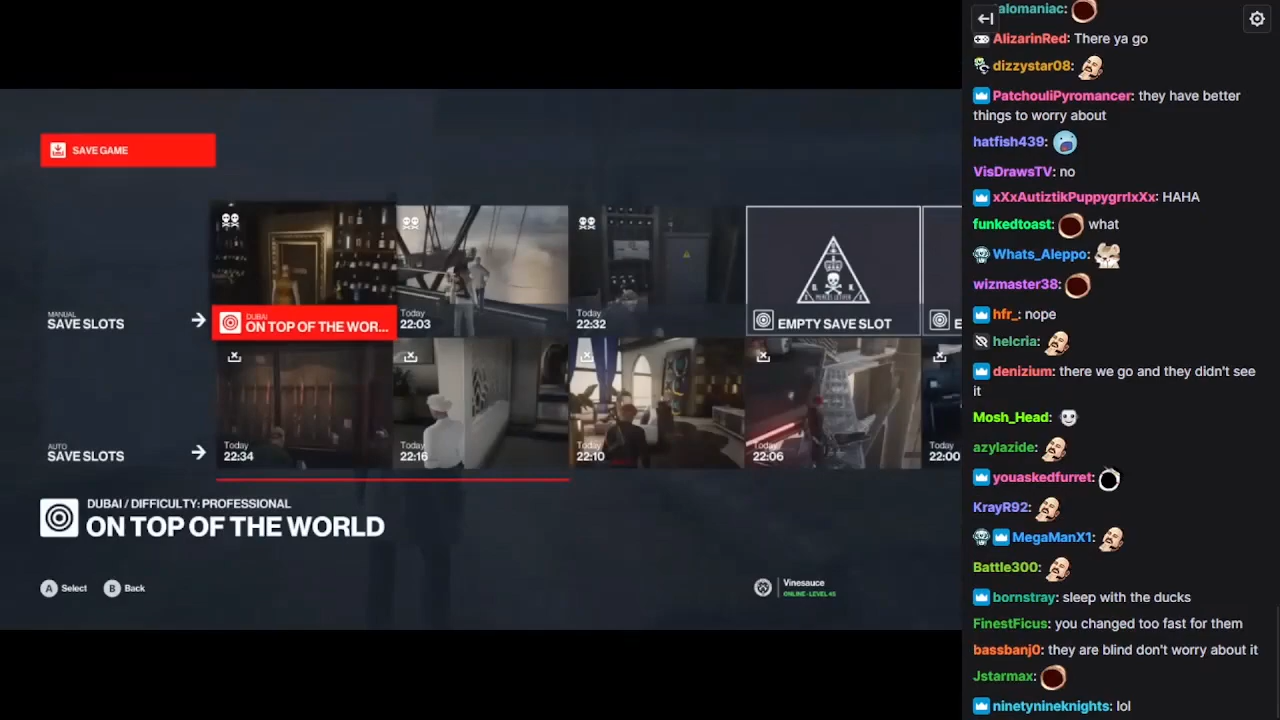 SAVE GAME
MANUAL
SAVE SLOTS
DUBAI
ON TOP OF THE WOR...
Today
22:03
Today
22:32
EMPTY SAVE SLOT
E
AUTO
SAVE SLOTS
Today
22:34
Today
22:16
Today
22:10
Today
22:06
Today
22:00
DUBAI / DIFFICULTY: PROFESSIONAL
ON TOP OF THE WORLD
A Select B Back
Vinesauce
ONLINE - LEVEL 45
alomaniac:
AlizarinRed: There ya go
dizzystar08:
PatchouliPyromancer: they have better
things to worry about
hatfish439:
VisDrawsTV: no
xXxAutiztikPuppygrrlxXx: HAHA
funkedtoast: what
Whats_Aleppo:
wizmaster38:
hfr_: nope
helcria:
denizium: there we go and they didn't see
it
Mosh_Head:
azylazide:
youaskedfurret:
KrayR92:
MegaManX1:
Battle300:
bornstray: sleep with the ducks
FinestFicus: you changed too fast for them
bassbanj0: they are blind don't worry about it
Jstarmax:
ninetynineknights: lol